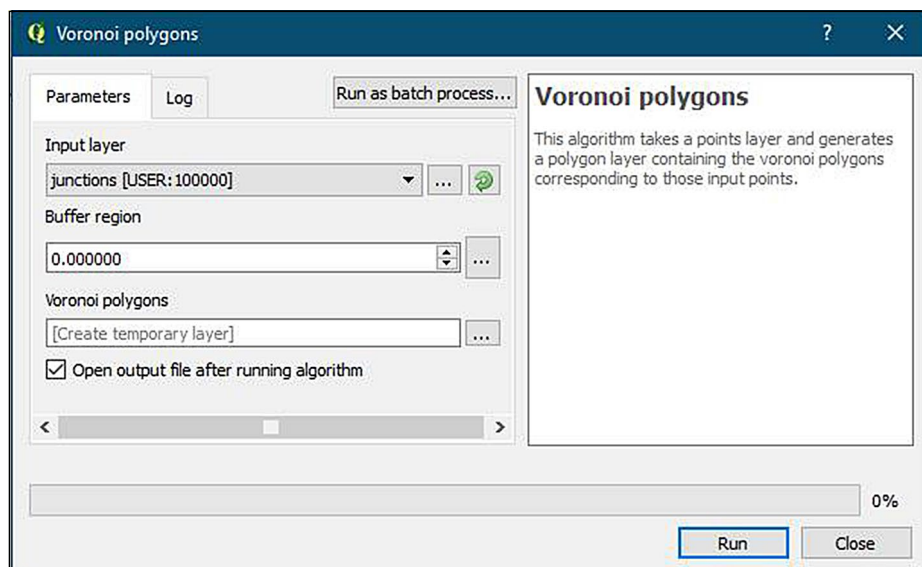 Voronoi polygons
?
Parameters
Log
Run as batch process...
Input layer
junctions [USER:100000]
...
Buffer region
0.000000
...
Voronoi polygons
[Create temporary layer]
...
Open output file after running algorithm
Voronoi polygons
This algorithm takes a points layer and generates
a polygon layer containing the voronoi polygons
corresponding to those input points.
0%
Run
Close